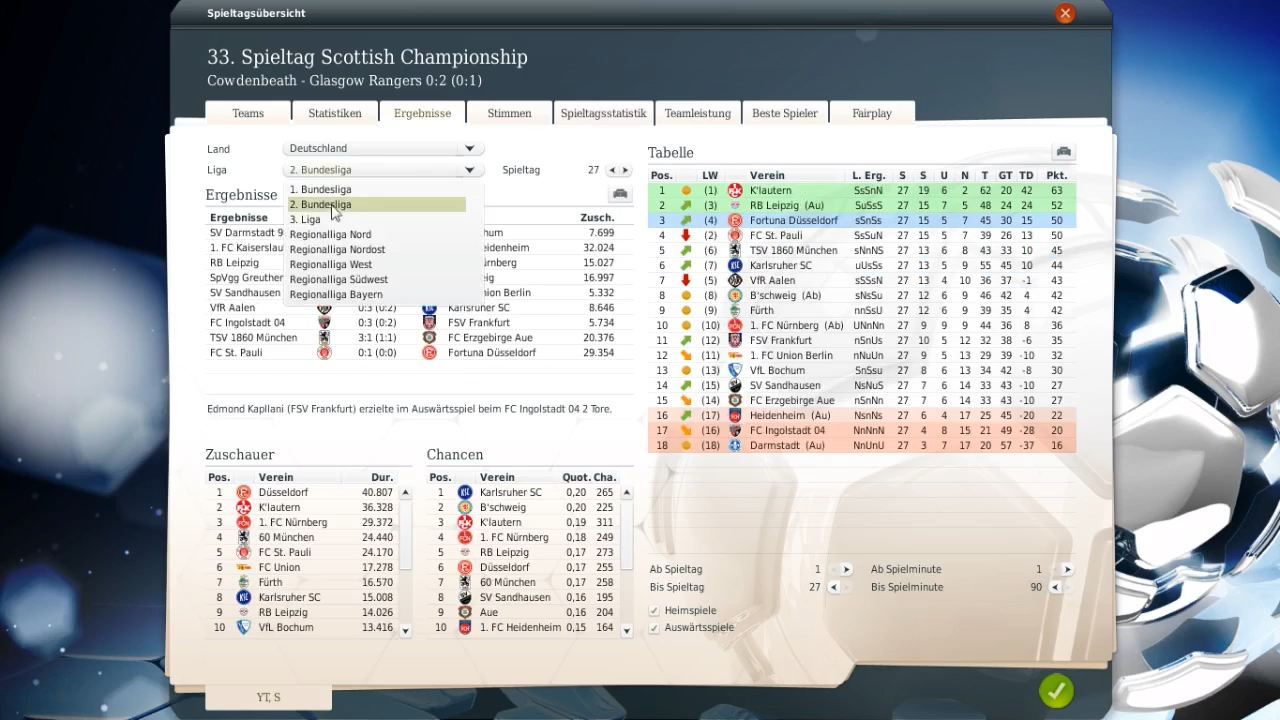 Spieltagsübersicht
33. Spieltag Scottish Championship
Cowdenbeath - Glasgow Rangers 0:2 (0:1)
Teams Statistiken Ergebnisse Stimmen Spieltagsstatistik Teamleistung Beste Spieler Fairplay
Land Deutschland
Liga 2. Bundesliga Spieltag 27
1. Bundesliga
2. Bundesliga
3. Liga
Regionalliga Nord
Regionalliga Nordost
Regionalliga West
Regionalliga Südwest
Regionalliga Bayern
Ergebnisse
Ergebnisse Zusch.
SV Darmstadt 9 hum 7.699
1. FC Kaiserslau eidenheim 32.024
RB Leipzig rnberg 15.027
SpVgg Greuther eig 16.997
SV Sandhausen nion Berlin 5.332
VfR Aalen 0:3 (0:2) Karlsruher SC 8.646
FC Ingolstadt 04 0:3 (0:2) FSV Frankfurt 5.734
TSV 1860 München 3:1 (1:1) FC Erzgebirge Aue 20.376
FC St. Pauli 0:1 (0:0) Fortuna Düsseldorf 29.354
Edmond Kapllani (FSV Frankfurt) erzielte im Auswärtsspiel beim FC Ingolstadt 04 2 Tore.
Zuschauer
Pos. Verein Dur.
1 Düsseldorf 40.807
2 K'lautern 36.328
3 1. FC Nürnberg 29.372
4 60 München 24.440
5 FC St. Pauli 24.170
6 FC Union 17.278
7 Fürth 16.570
8 Karlsruher SC 15.008
9 RB Leipzig 14.026
10 VfL Bochum 13.416
Chancen
Pos. Verein Quot. Cha.
1 Karlsruher SC 0,20 265
2 B'schweig 0,20 225
3 K'lautern 0,19 311
4 1. FC Nürnberg 0,18 249
5 RB Leipzig 0,17 273
6 Düsseldorf 0,17 255
7 60 München 0,17 258
8 SV Sandhausen 0,16 195
9 Aue 0,16 204
10 1. FC Heidenheim 0,15 164
Tabelle
Pos. LW Verein L. Erg. S S U N T GT TD Pkt.
1 (1) K'lautern SsSnN 27 19 6 2 62 20 42 63
2 (3) RB Leipzig (Au) SuSsS 27 15 7 5 48 24 24 52
3 (4) Fortuna Düsseldorf sSnSs 27 15 5 7 45 30 15 50
4 (2) FC St. Pauli SsSuN 27 15 5 7 39 26 13 50
5 (6) TSV 1860 München sNnNS 27 13 6 8 43 33 10 45
6 (7) Karlsruher SC uUsSs 27 13 5 9 55 45 10 44
7 (5) VfR Aalen sSSsN 27 13 4 10 36 37 -1 43
8 (8) B'schweig (Ab) sNsSu 27 12 6 9 46 42 4 42
9 (9) Fürth nnSsU 27 12 6 9 39 35 4 42
10 (10) 1. FC Nürnberg (Ab) UNnNn 27 9 9 9 44 36 8 36
11 (12) FSV Frankfurt nSnUs 27 10 5 12 32 38 -6 35
12 (11) 1. FC Union Berlin nNuUn 27 9 5 13 29 39 -10 32
13 (13) VfL Bochum SnSsu 27 8 6 13 34 42 -8 30
14 (15) SV Sandhausen NsNuS 27 7 6 14 33 43 -10 27
15 (14) FC Erzgebirge Aue nSnNn 27 7 6 14 33 43 -10 27
16 (17) Heidenheim (Au) NsnNs 27 6 4 17 25 45 -20 22
17 (16) FC Ingolstadt 04 NnNnN 27 4 8 15 21 49 -28 20
18 (18) Darmstadt (Au) NnUnU 27 3 7 17 20 57 -37 16
Ab Spieltag 1 Ab Spielminute 1
Bis Spieltag 27 Bis Spielminute 90
Heimspiele
Auswärtsspiele
YT, S